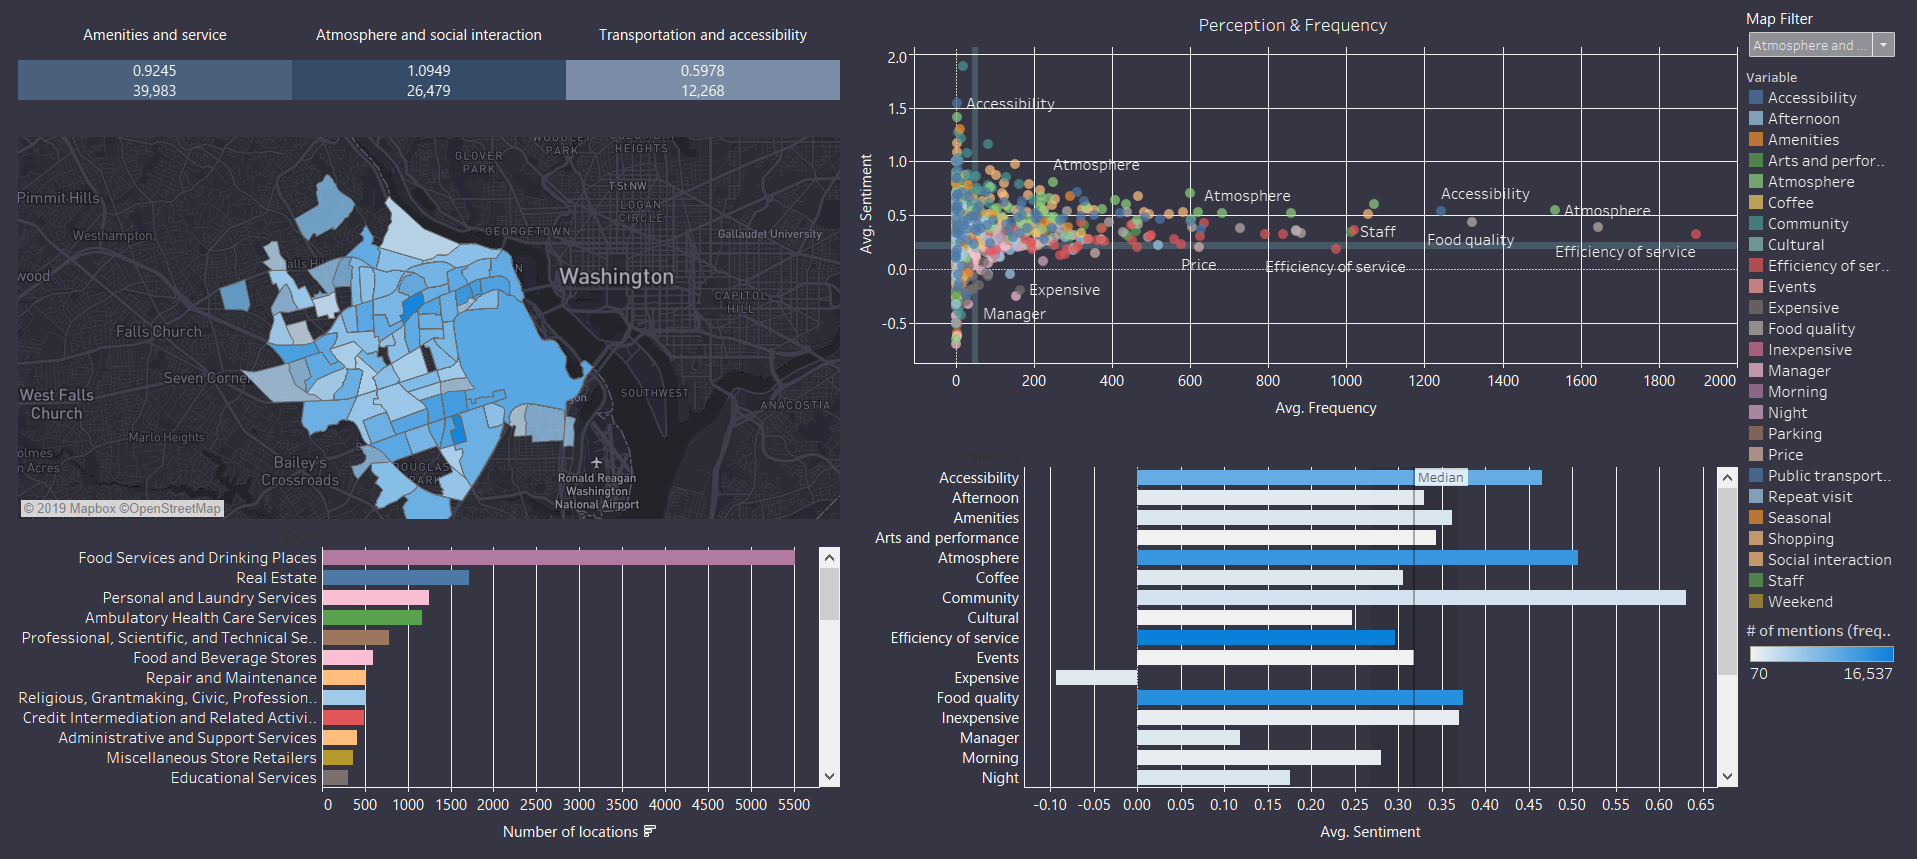 Amenities and service
Atmosphere and social interaction
Transportation and accessibility
0.9245
1.0949
0.5978
39,983
26,479
12,268
WOODLEY PARK
HEIGHTS
GLOVER PARK
T St NW
LOGAN CIRCLE
Pimmit Hills
Westhampton
GEORGETOWN
Gallaudet University
alls Hi
wood
Washington
CAPITOL HILL
Falls Church
Seven Corner
West Falls Church
SOUTHWEST
ANACOSTIA
gon
Marlo Heights
olmes
n Acres
Bailey's Crossroads
DOUGLAS PARK
Ronald Reagan Washington National Airport
© 2019 Mapbox ©OpenStreetMap
Food Services and Drinking Places
Real Estate
Personal and Laundry Services
Ambulatory Health Care Services
Professional, Scientific, and Technical Se..
Food and Beverage Stores
Repair and Maintenance
Religious, Grantmaking, Civic, Profession..
Credit Intermediation and Related Activi..
Administrative and Support Services
Miscellaneous Store Retailers
Educational Services
0 500 1000 1500 2000 2500 3000 3500 4000 4500 5000 5500
Number of locations
Perception & Frequency
Avg. Sentiment
2.0
1.5
1.0
0.5
0.0
-0.5
Accessibility
Atmosphere
Atmosphere
Accessibility
Atmosphere
Staff
Food quality
Efficiency of service
Price
Efficiency of service
Expensive
Manager
0 200 400 600 800 1000 1200 1400 1600 1800 2000
Avg. Frequency
Median
Accessibility
Afternoon
Amenities
Arts and performance
Atmosphere
Coffee
Community
Cultural
Efficiency of service
Events
Expensive
Food quality
Inexpensive
Manager
Morning
Night
-0.10 -0.05 0.00 0.05 0.10 0.15 0.20 0.25 0.30 0.35 0.40 0.45 0.50 0.55 0.60 0.65
Avg. Sentiment
Map Filter
Atmosphere and ...
Variable
Accessibility
Afternoon
Amenities
Arts and perfor..
Atmosphere
Coffee
Community
Cultural
Efficiency of ser..
Events
Expensive
Food quality
Inexpensive
Manager
Morning
Night
Parking
Price
Public transport..
Repeat visit
Seasonal
Shopping
Social interaction
Staff
Weekend
# of mentions (freq..
70 16,537